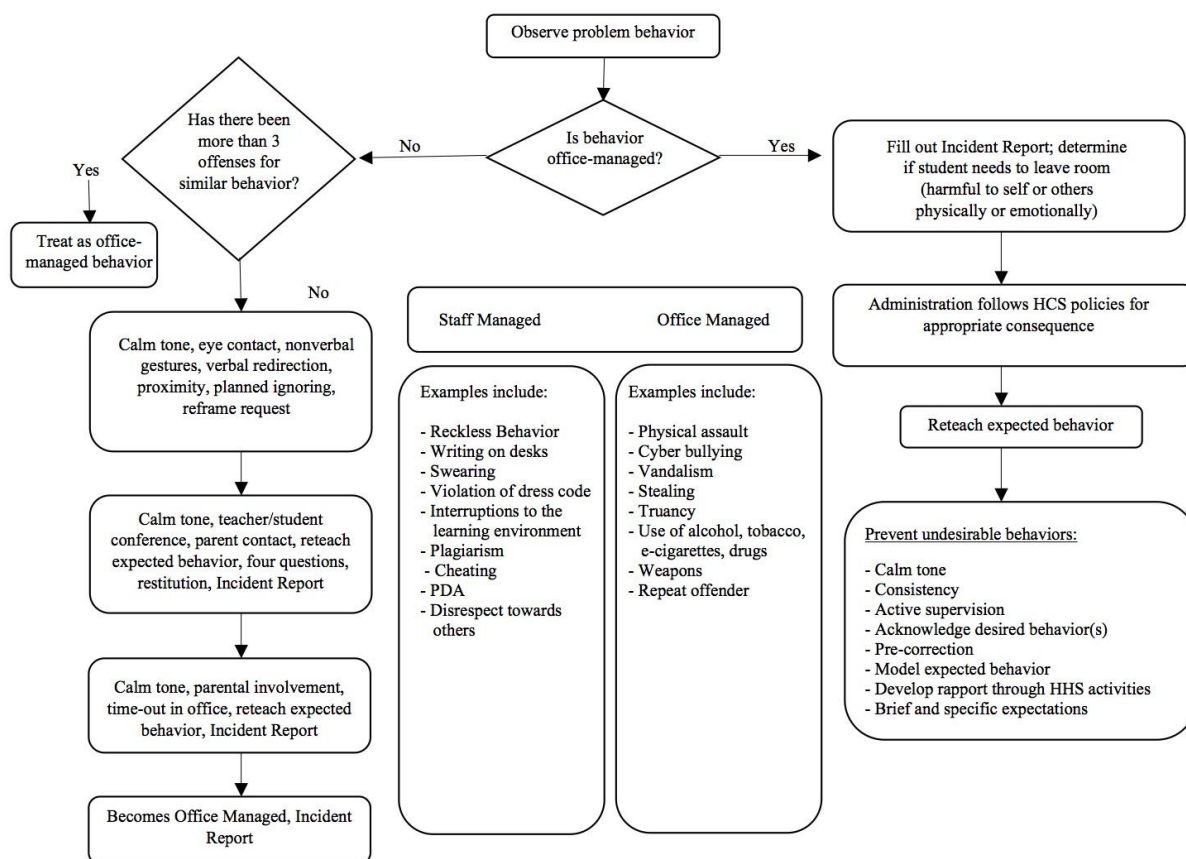 Observe problem behavior
Is behavior
office-managed?
No
Yes
Has there been
more than 3
offenses for
similar behavior?
Yes
Treat as office-
managed behavior
No
Calm tone, eye contact, nonverbal
gestures, verbal redirection,
proximity, planned ignoring,
reframe request
Calm tone, teacher/student
conference, parent contact, reteach
expected behavior, four questions,
restitution, Incident Report
Calm tone, parental involvement,
time-out in office, reteach expected
behavior, Incident Report
Becomes Office Managed, Incident
Report
Staff Managed
Office Managed
Examples include:
- Reckless Behavior
- Writing on desks
- Swearing
- Violation of dress code
- Interruptions to the
learning environment
- Plagiarism
- Cheating
- PDA
- Disrespect towards
others
Examples include:
- Physical assault
- Cyber bullying
- Vandalism
- Stealing
- Truancy
- Use of alcohol, tobacco,
e-cigarettes, drugs
- Weapons
- Repeat offender
Fill out Incident Report; determine
if student needs to leave room
(harmful to self or others
physically or emotionally)
Administration follows HCS policies for
appropriate consequence
Reteach expected behavior
Prevent undesirable behaviors:
- Calm tone
- Consistency
- Active supervision
- Acknowledge desired behavior(s)
- Pre-correction
- Model expected behavior
- Develop rapport through HHS activities
- Brief and specific expectations